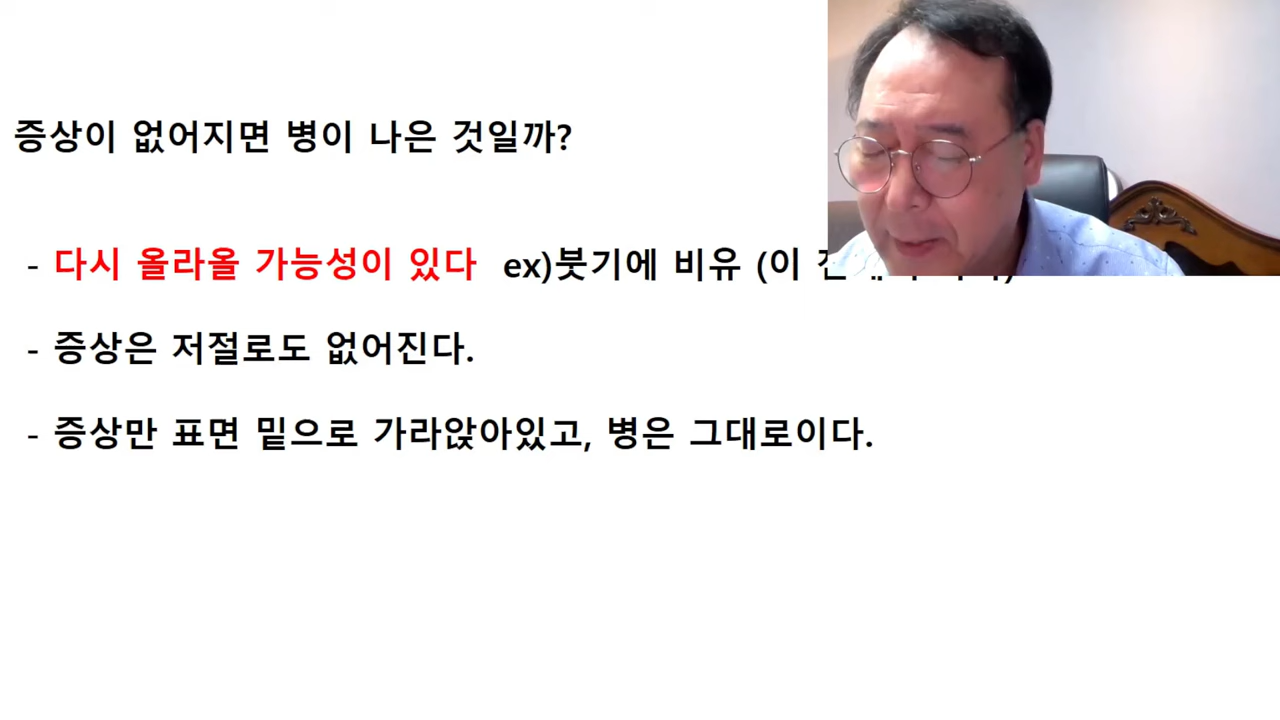 증상이 없어지면 병이 나은 것일까?
- 다시 올라올 가능성이 있다 ex)붓기에 비유 (이
- 증상은 저절로도 없어진다.
- 증상만 표면 밑으로 가라앉아있고, 병은 그대로이다.